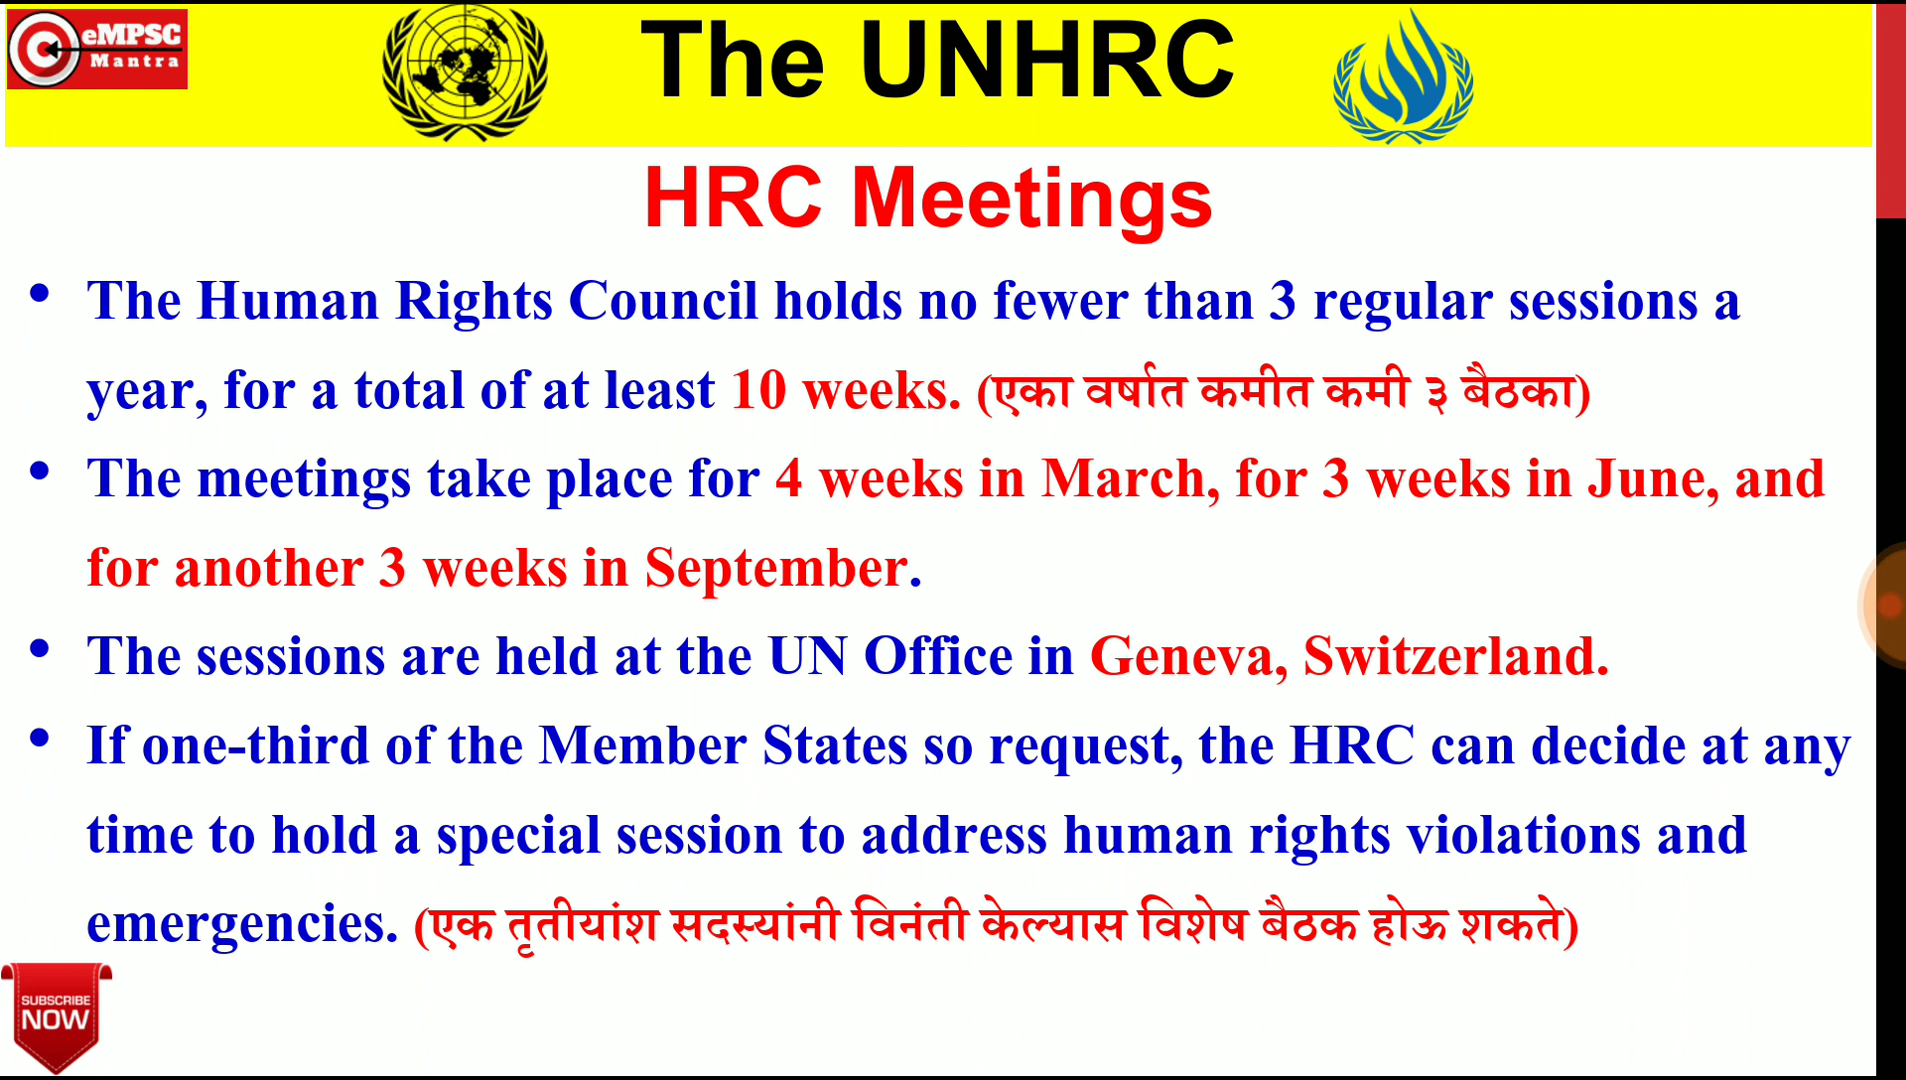 eMPSC
Mantra
The UNHRC
HRC Meetings
• The Human Rights Council holds no fewer than 3 regular sessions a
year, for a total of at least 10 weeks. (एका वर्षात कमीत कमी ३ बैठका)
• The meetings take place for 4 weeks in March, for 3 weeks in June, and
for another 3 weeks in September.
• The sessions are held at the UN Office in Geneva, Switzerland.
• If one-third of the Member States so request, the HRC can decide at any
time to hold a special session to address human rights violations and
emergencies. (एक तृतीयांश सदस्यांनी विनंती केल्यास विशेष बैठक होऊ शकते)
SUBSCRIBE
NOW